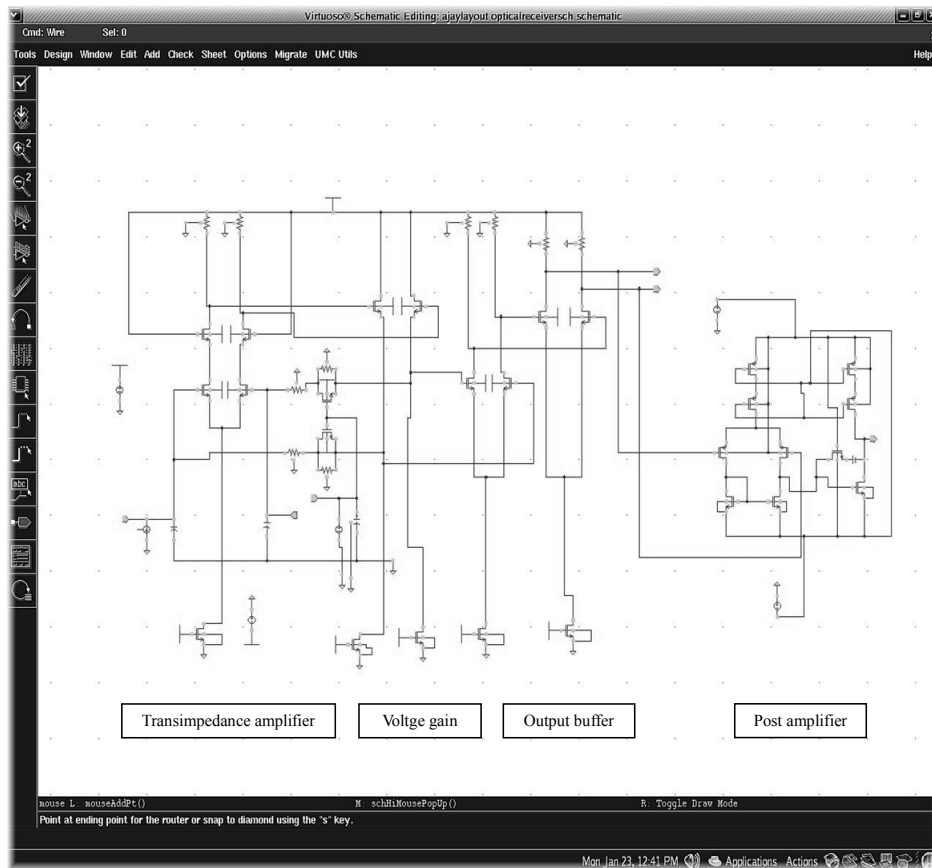 Virtuoso® Schematic Editing: ajaylayout opticalreceiversch schematic
Cmd: Wire Sel: 0
Tools Design Window Edit Add Check Sheet Options Migrate UMC Utils Help
2
2
abc
Transimpedance amplifier Voltge gain Output buffer Post amplifier
mouse L: mouseAddPt() M: schHiMousePopUp() R: Toggle Draw Mode
Point at ending point for the router or snap to diamond using the "s" key.
Mon Jan 23, 12:41 PM Applications Actions